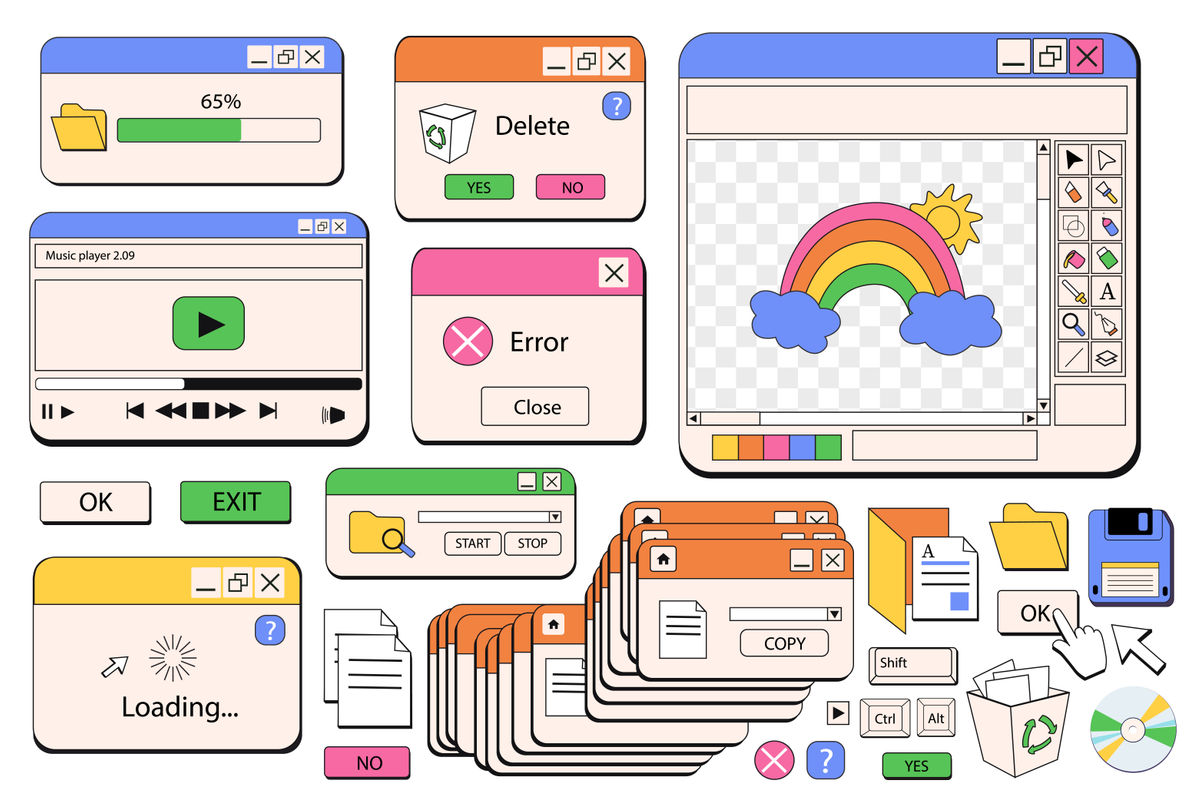 65%
Delete
?
YES
NO
Music player 2.09
Error
Close
A
OK
EXIT
START
STOP
?
Loading...
COPY
A
OK
Shift
Ctrl
Alt
NO
?
YES